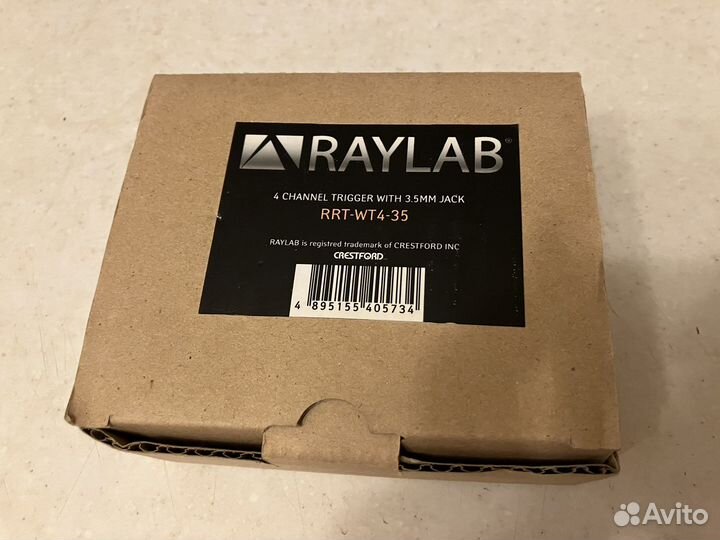 RAYLAB®
4 CHANNEL TRIGGER WITH 3.5MM JACK
RRT-WT4-35
RAYLAB is registred trademark of CRESTFORD INC
CRESTFORD
4 895155 405734
Avito